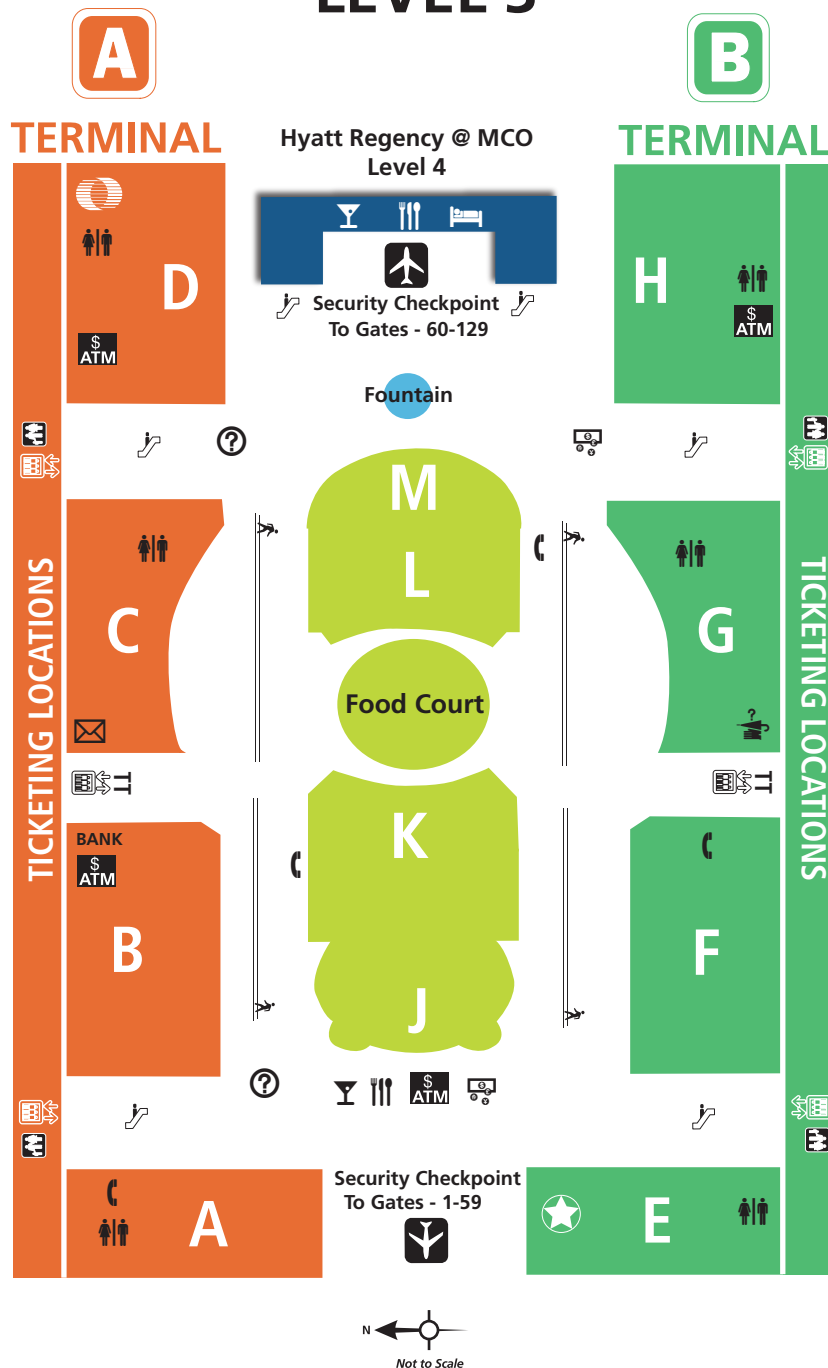 A
B
TERMINAL
TERMINAL
Hyatt Regency @ MCO
Level 4
D
H
$
ATM
$
ATM
Security Checkpoint
To Gates - 60-129
Fountain
?
M
L
C
G
TICKETING LOCATIONS
TICKETING LOCATIONS
Food Court
?
BANK
$
ATM
K
B
F
J
?
$
ATM
Security Checkpoint
To Gates - 1-59
A
E
N
Not to Scale